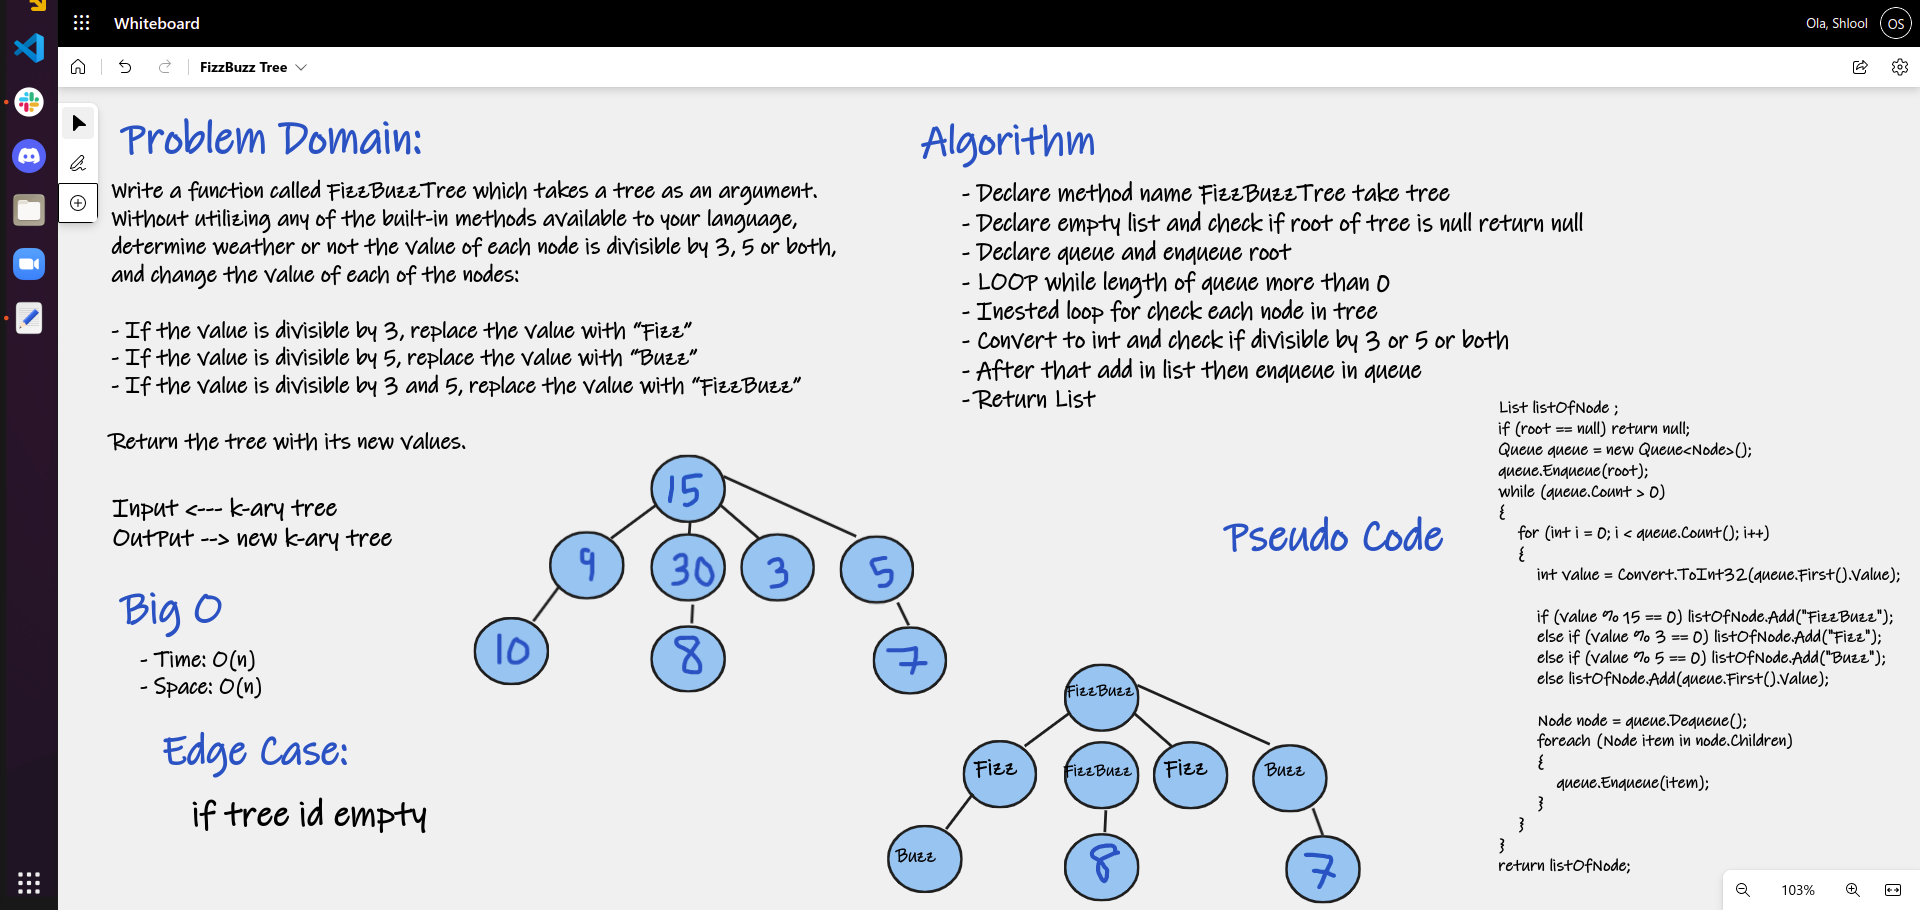 Whiteboard
Ola, Shlool
OS
FizzBuzz Tree
Problem Domain:
Write a function called FizzBuzzTree which takes a tree as an argument.
Without utilizing any of the built-in methods available to your language,
determine weather or not the value of each node is divisible by 3, 5 or both,
and change the value of each of the nodes:
- If the value is divisible by 3, replace the value with “Fizz”
- If the value is divisible by 5, replace the value with “Buzz”
- If the value is divisible by 3 and 5, replace the value with “FizzBuzz”
Return the tree with its new values.
Input <--- k-ary tree
OutPut --> new k-ary tree
Big O
- Time: O(n)
- Space: O(n)
Edge Case:
if tree id empty
15
9 30 3 5
10 8 7
Algorithm
- Declare method name FizzBuzzTree take tree
- Declare empty list and check if root of tree is null return null
- Declare queue and enqueue root
- LOOP while length of queue more than 0
- Inested loop for check each node in tree
- Convert to int and check if divisible by 3 or 5 or both
- After that add in list then enqueue in queue
- Return List
Pseudo Code
List listOfNode ;
if (root == null) return null;
Queue queue = new Queue<Node>();
queue.Enqueue(root);
while (queue.Count > 0)
{
for (int i = 0; i < queue.Count(); i++)
{
int value = Convert.ToInt32(queue.First().Value);
if (value % 15 == 0) listOfNode.Add("FizzBuzz");
else if (value % 3 == 0) listOfNode.Add("Fizz");
else if (value % 5 == 0) listOfNode.Add("Buzz");
else listOfNode.Add(queue.First().Value);
Node node = queue.Dequeue();
foreach (Node item in node.Children)
{
queue.Enqueue(item);
}
}
}
return listOfNode;
FizzBuzz
Fizz FizzBuzz Fizz Buzz
Buzz 8 7
103%